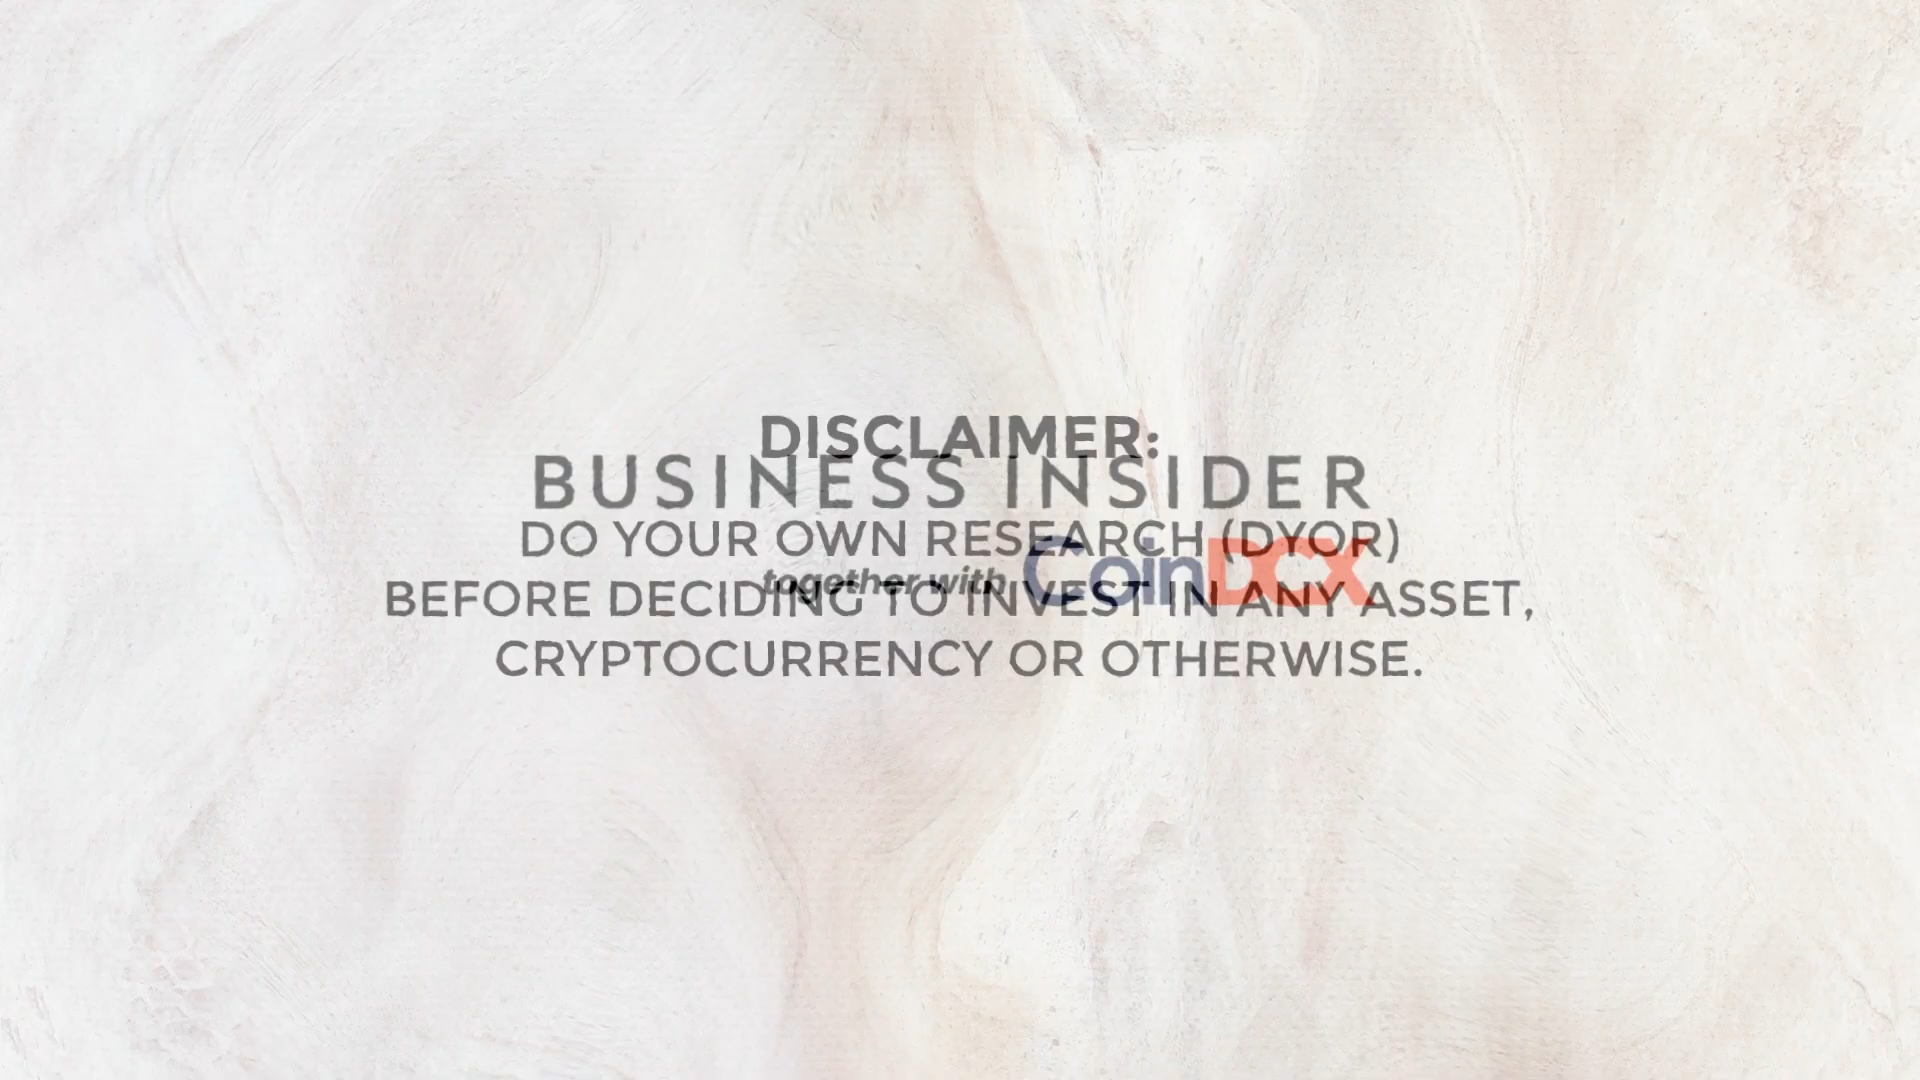 DISCLAIMER:
BUSINESS INSIDER
DO YOUR OWN RESEARCH (DYOR)
together with CoinDCX
BEFORE DECIDING TO INVEST IN ANY ASSET,
CRYPTOCURRENCY OR OTHERWISE.